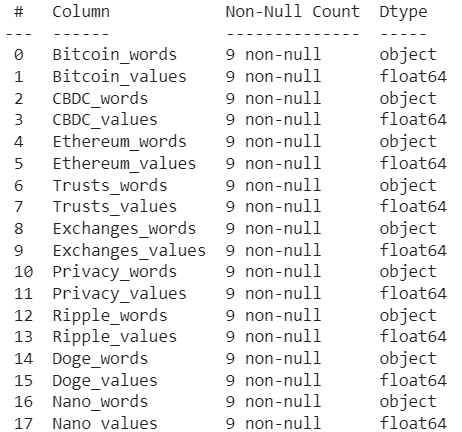 #   Column            Non-Null Count  Dtype
---  ------            --------------  -----
0   Bitcoin_words     9 non-null      object
1   Bitcoin_values    9 non-null      float64
2   CBDC_words        9 non-null      object
3   CBDC_values       9 non-null      float64
4   Ethereum_words    9 non-null      object
5   Ethereum_values   9 non-null      float64
6   Trusts_words      9 non-null      object
7   Trusts_values     9 non-null      float64
8   Exchanges_words   9 non-null      object
9   Exchanges_values  9 non-null      float64
10  Privacy_words     9 non-null      object
11  Privacy_values    9 non-null      float64
12  Ripple_words      9 non-null      object
13  Ripple_values     9 non-null      float64
14  Doge_words        9 non-null      object
15  Doge_values       9 non-null      float64
16  Nano_words        9 non-null      object
17  Nano_values       9 non-null      float64